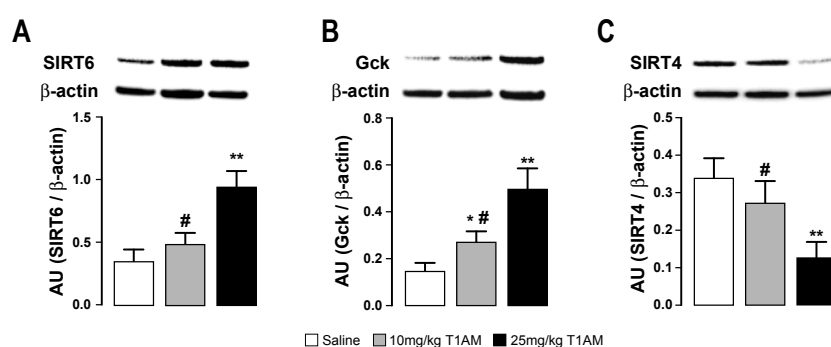 A
SIRT6
β-actin
AU (SIRT6 / β-actin)
1.5
1.0
0.5
0.0
#
**
B
Gck
β-actin
AU (Gck / β-actin)
0.8
0.6
0.4
0.2
0.0
* #
**
C
SIRT4
β-actin
AU (SIRT4 / β-actin)
0.5
0.4
0.3
0.2
0.1
0.0
#
**
Saline 10mg/kg T1AM 25mg/kg T1AM